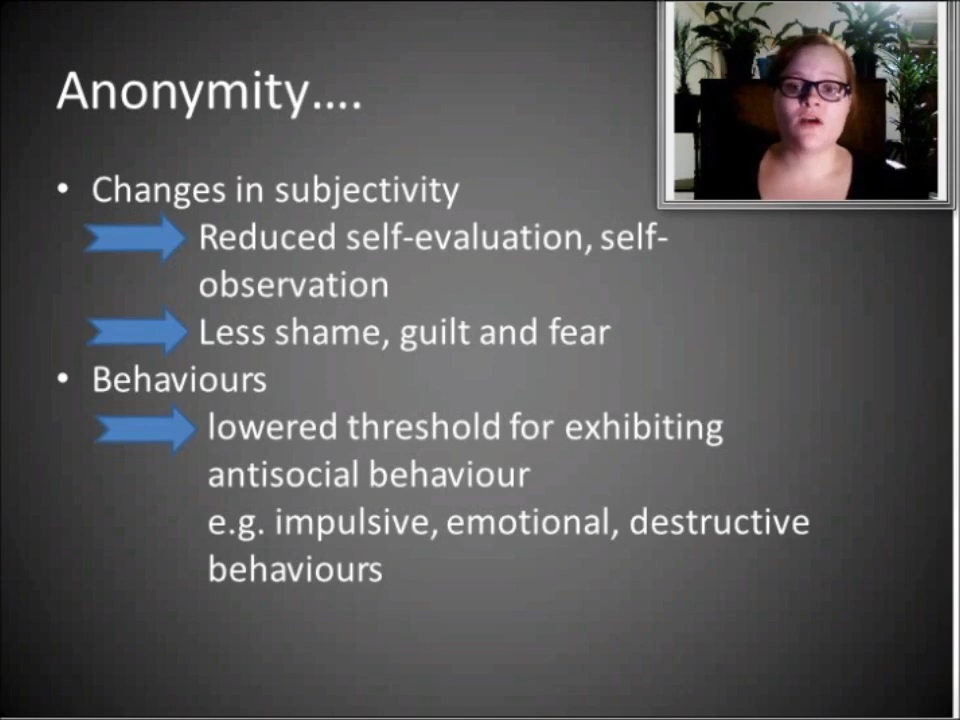 Anonymity....
• Changes in subjectivity
Reduced self-evaluation, self-
observation
Less shame, guilt and fear
• Behaviours
lowered threshold for exhibiting
antisocial behaviour
e.g. impulsive, emotional, destructive
behaviours